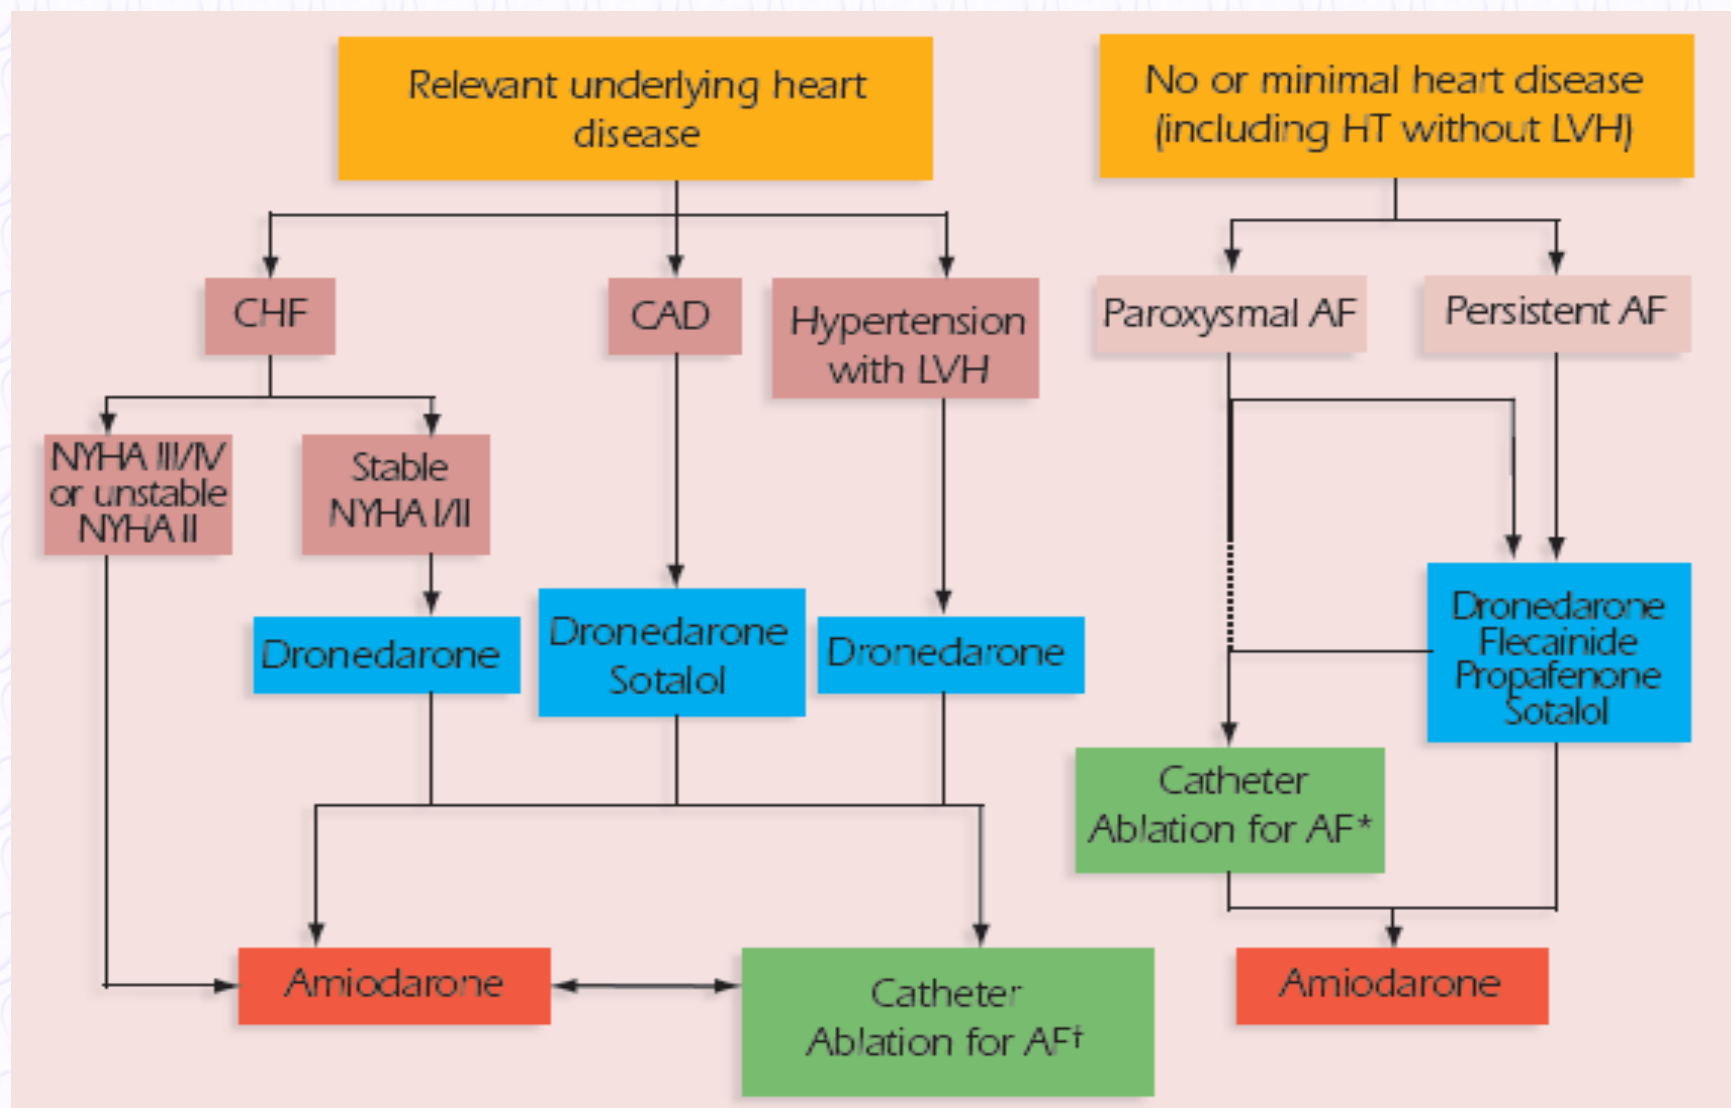 Relevant underlying heart
disease
No or minimal heart disease
(including HT without LVH)
CHF
CAD
Hypertension
with LVH
Paroxysmal AF
Persistent AF
NYHA III/IV
or unstable
NYHA II
Stable
NYHA I/II
Dronedarone
Dronedarone
Sotalol
Dronedarone
Dronedarone
Flecainide
Propafenone
Sotalol
Catheter
Ablation for AF*
Amiodarone
Catheter
Ablation for AF†
Amiodarone